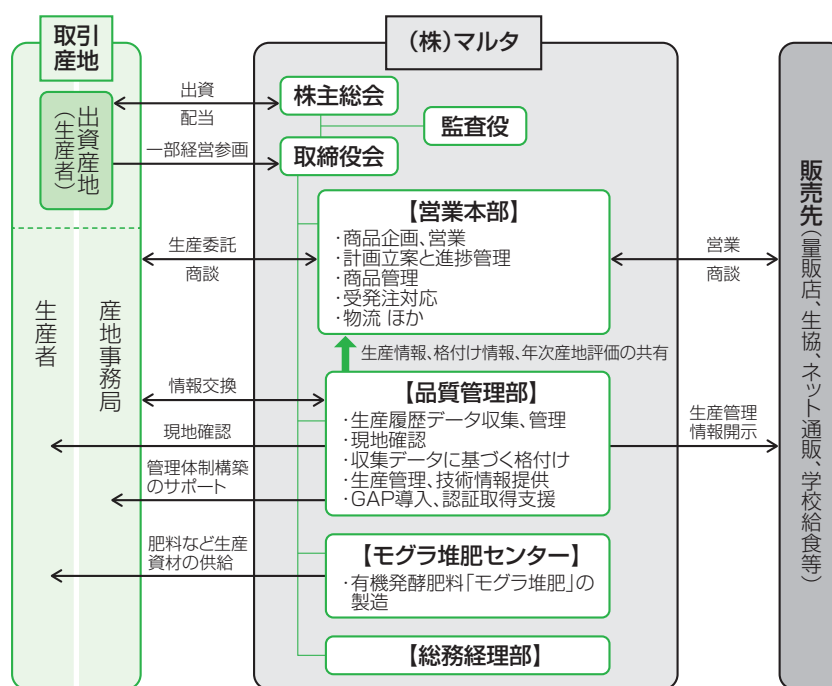 取引
産地
出資産地
（生産者）
生産者
産地事務局
出資
配当
一部経営参画
生産委託
商談
情報交換
現地確認
管理体制構築
のサポート
肥料など生産
資材の供給
（株）マルタ
株主総会
監査役
取締役会
【営業本部】
・商品企画、営業
・計画立案と進捗管理
・商品管理
・受発注対応
・物流 ほか
生産情報、格付け情報、年次産地評価の共有
【品質管理部】
・生産履歴データ収集、管理
・現地確認
・収集データに基づく格付け
・生産管理、技術情報提供
・GAP導入、認証取得支援
【モグラ堆肥センター】
・有機発酵肥料「モグラ堆肥」の
製造
【総務経理部】
営業
商談
生産管理
情報開示
販売先（量販店、生協、ネット通販、学校給食等）